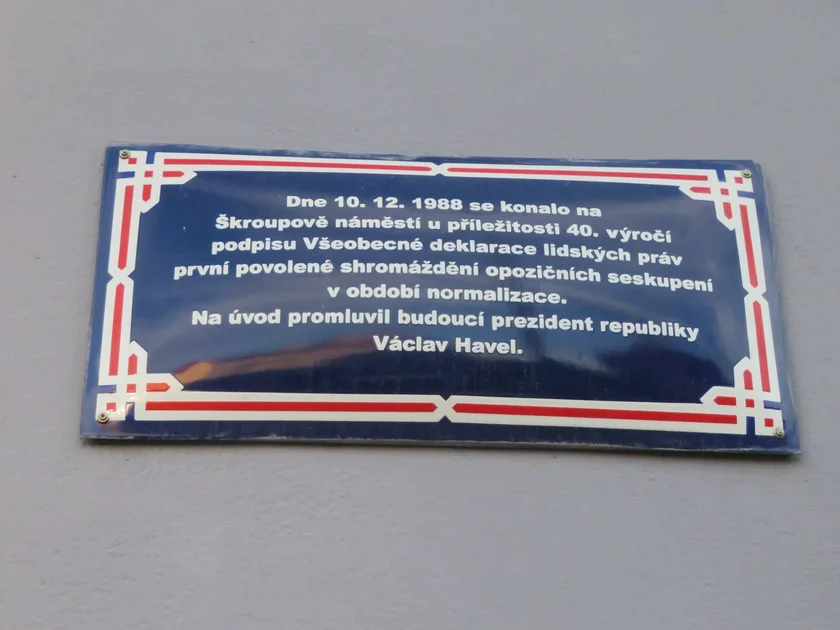 Dne 10. 12. 1988 se konalo na
Škroupově náměstí u příležitosti 40. výročí
podpisu Všeobecné deklarace lidských práv
první povolené shromáždění opozičních seskupení
v období normalizace.
Na úvod promluvil budoucí prezident republiky
Václav Havel.